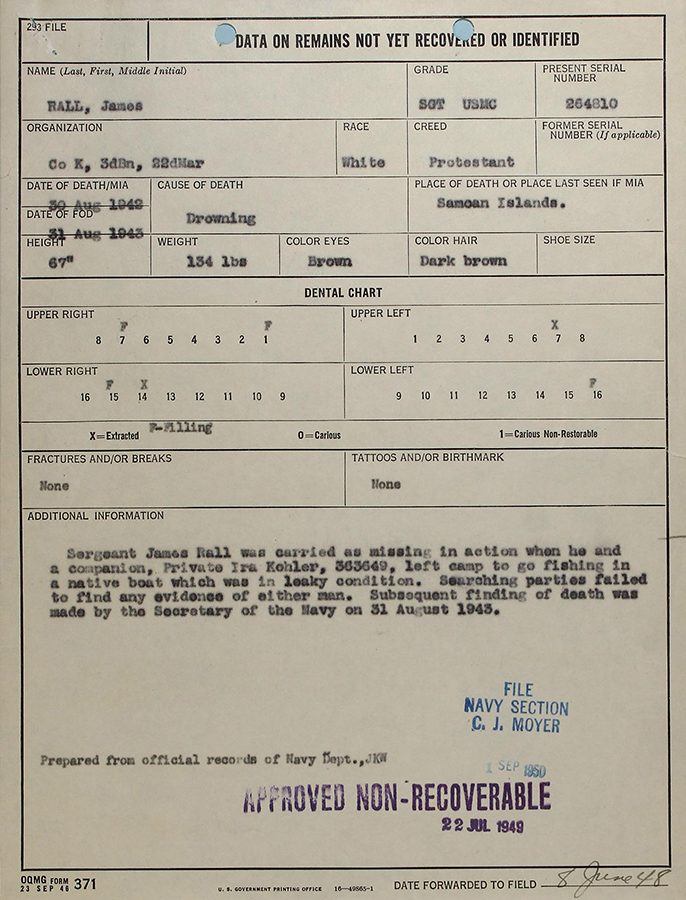 293 FILE
DATA ON REMAINS NOT YET RECOVERED OR IDENTIFIED
NAME (Last, First, Middle Initial)
RALL, James
GRADE
SGT USMC
PRESENT SERIAL NUMBER
264810
ORGANIZATION
Co K, 3dBn, 22dMar
RACE
White
CREED
Protestant
FORMER SERIAL NUMBER (If applicable)
DATE OF DEATH/MIA
30 Aug 1942
DATE OF FOD
31 Aug 1943
CAUSE OF DEATH
Drowning
PLACE OF DEATH OR PLACE LAST SEEN IF MIA
Samoan Islands.
HEIGHT
67"
WEIGHT
134 lbs
COLOR EYES
Brown
COLOR HAIR
Dark brown
SHOE SIZE
DENTAL CHART
UPPER RIGHT
F F
8 7 6 5 4 3 2 1
UPPER LEFT
X
1 2 3 4 5 6 7 8
LOWER RIGHT
F X
16 15 14 13 12 11 10 9
LOWER LEFT
F
9 10 11 12 13 14 15 16
X=Extracted F-Filling O=Carious 1=Carious Non-Restorable
FRACTURES AND/OR BREAKS
None
TATTOOS AND/OR BIRTHMARK
None
ADDITIONAL INFORMATION
Sergeant James Rall was carried as missing in action when he and
a companion, Private Ira Kohler, 363649, left camp to go fishing in
a native boat which was in leaky condition. Searching parties failed
to find any evidence of either man. Subsequent finding of death was
made by the Secretary of the Navy on 31 August 1943.
FILE
NAVY SECTION
C. J. MOYER
Prepared from official records of Navy Dept.,JKW
1 SEP 1950
APPROVED NON-RECOVERABLE
22 JUL 1949
OQMG FORM
23 SEP 46 371
U. S. GOVERNMENT PRINTING OFFICE 16—49865-1
DATE FORWARDED TO FIELD 8 June 48